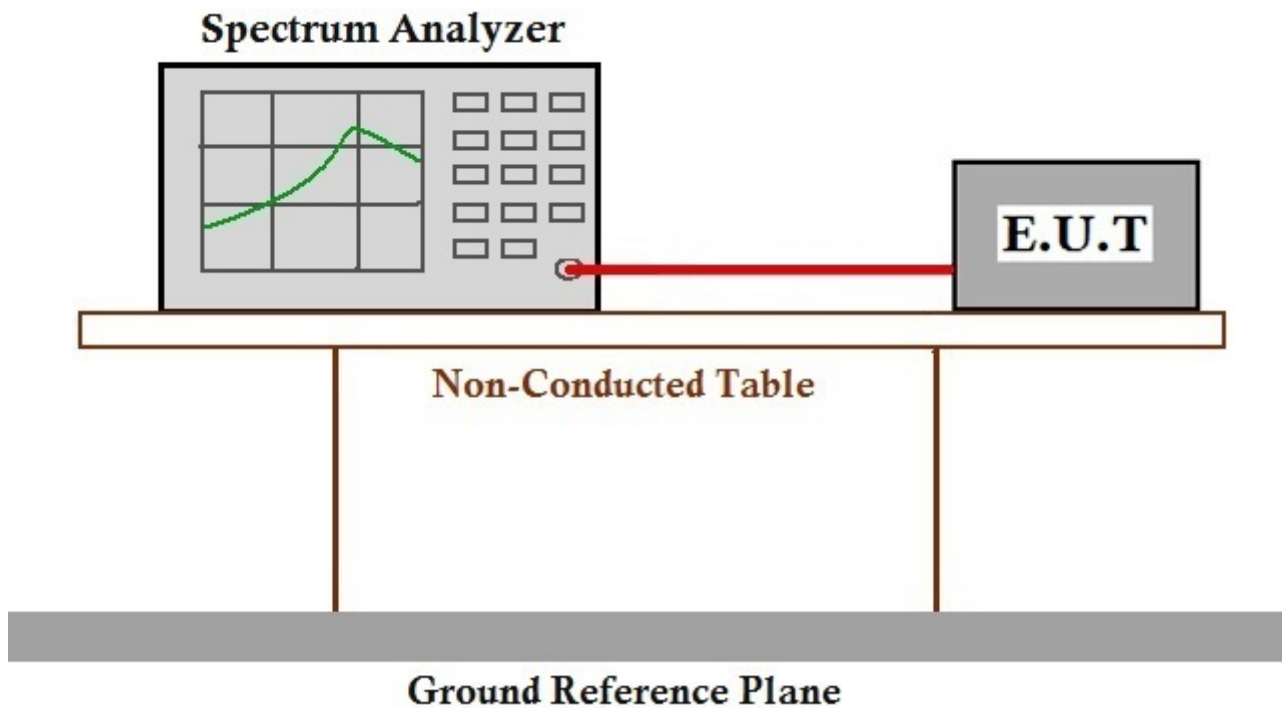 Spectrum Analyzer
E.U.T
Non-Conducted Table
Ground Reference Plane